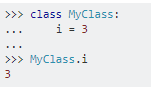 >>> class MyClass:
...     i = 3
...
>>> MyClass.i
3